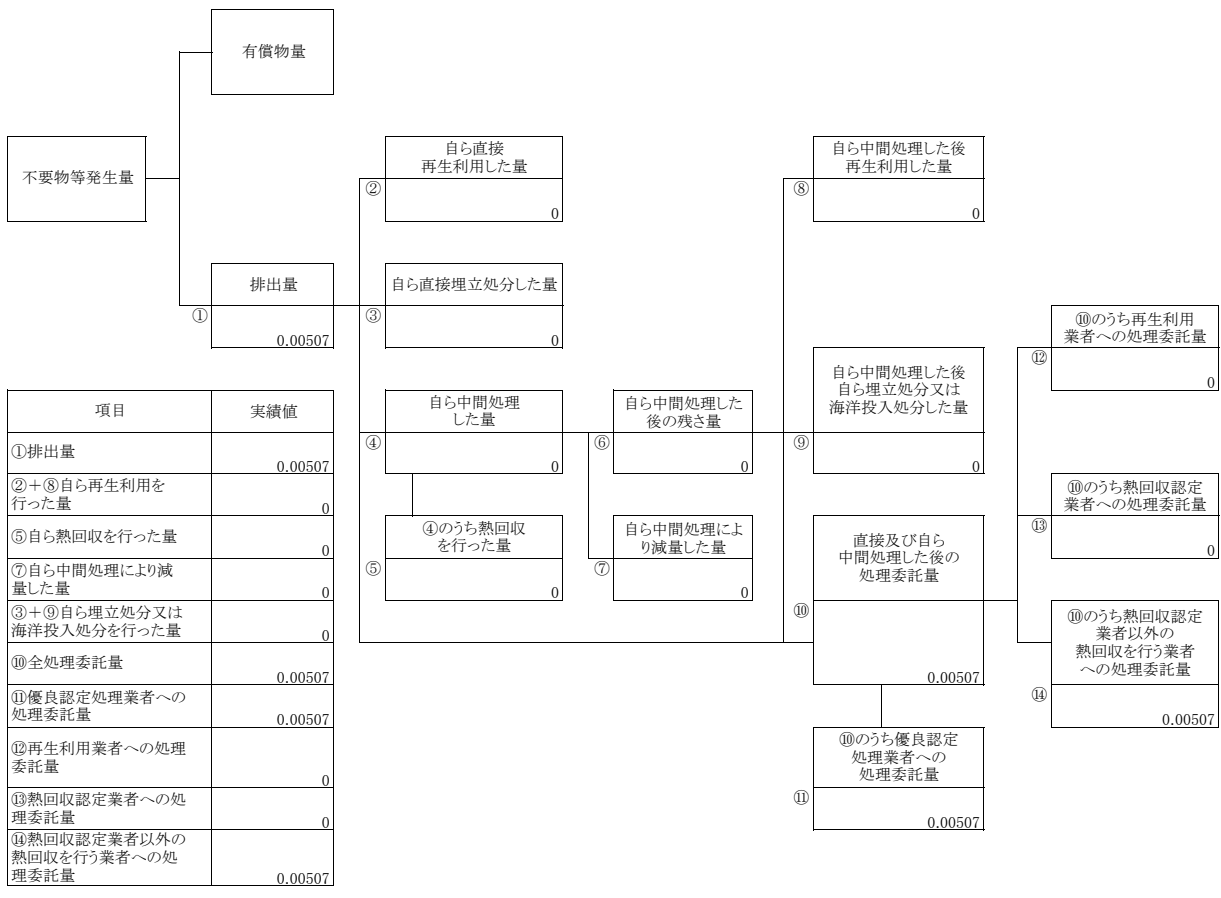 有償物量
不要物等発生量
排出量
①
0.00507
自ら直接
再生利用した量
②
0
自ら直接埋立処分した量
③
0
自ら中間処理
した量
④
0
④のうち熱回収
を行った量
⑤
0
自ら中間処理した
後の残さ量
⑥
0
自ら中間処理によ
り減量した量
⑦
0
自ら中間処理した後
再生利用した量
⑧
0
自ら中間処理した後
自ら埋立処分又は
海洋投入処分した量
⑨
0
直接及び自ら
中間処理した後の
処理委託量
⑩
0.00507
⑩のうち優良認定
処理業者への
処理委託量
⑪
0.00507
⑩のうち再生利用
業者への処理委託量
⑫
0
⑩のうち熱回収認定
業者への処理委託量
⑬
0
⑩のうち熱回収認定
業者以外の
熱回収を行う業者
への処理委託量
⑭
0.00507
項目 実績値
①排出量
0.00507
②＋⑧自ら再生利用を
行った量
0
⑤自ら熱回収を行った量
0
⑦自ら中間処理により減
量した量
0
③＋⑨自ら埋立処分又は
海洋投入処分を行った量
0
⑩全処理委託量
0.00507
⑪優良認定処理業者への
処理委託量
0.00507
⑫再生利用業者への処理
委託量
0
⑬熱回収認定業者への処
理委託量
0
⑭熱回収認定業者以外の
熱回収を行う業者への処
理委託量
0.00507